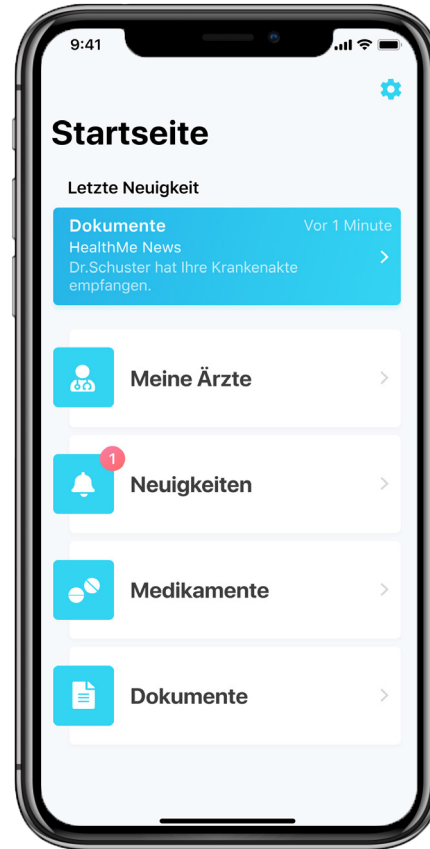 9:41
Startseite
Letzte Neuigkeit
Dokumente Vor 1 Minute
HealthMe News
Dr.Schuster hat Ihre Krankenakte
empfangen.
Meine Ärzte
1
Neuigkeiten
Medikamente
Dokumente